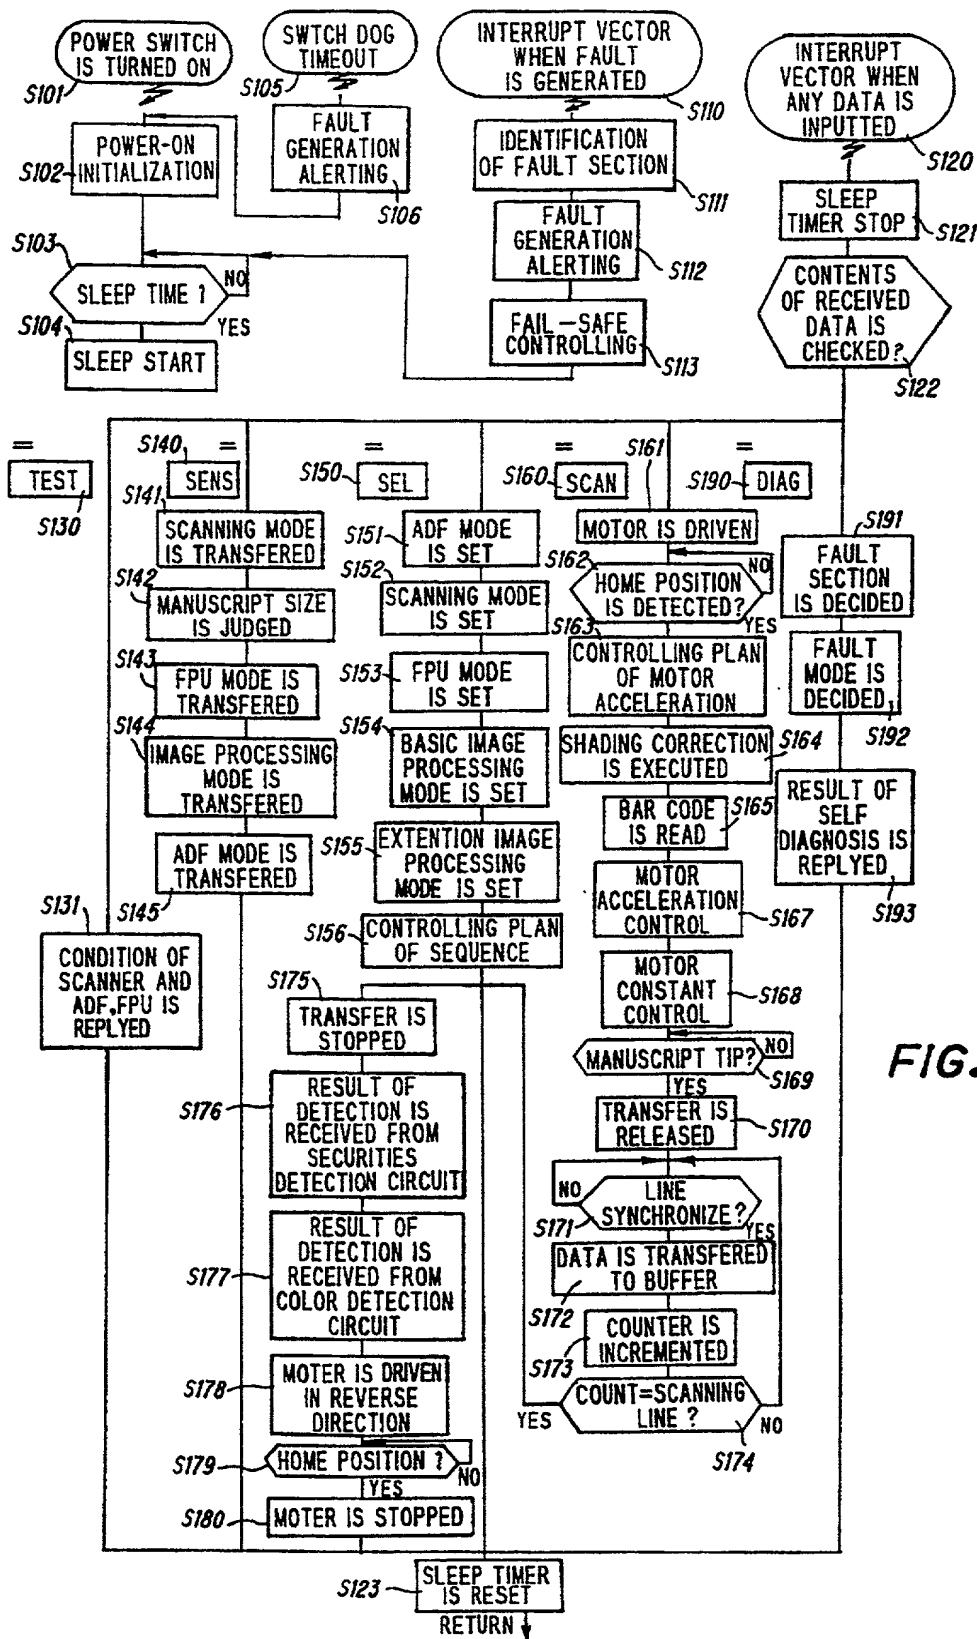 POWER SWITCH
IS TURNED ON
S101
POWER-ON
INITIALIZATION
S102
S103
SLEEP TIME ?
NO
YES
S104
SLEEP START
SWTCH DOG
TIMEOUT
S105
FAULT
GENERATION
ALERTING
S106
INTERRUPT VECTOR
WHEN FAULT
IS GENERATED
S110
IDENTIFICATION
OF FAULT SECTION
S111
FAULT
GENERATION
ALERTING
S112
FAIL-SAFE
CONTROLLING
S113
INTERRUPT
VECTOR WHEN
ANY DATA IS
INPUTTED
S120
SLEEP
TIMER STOP
S121
CONTENTS
OF RECEIVED
DATA IS
CHECKED?
S122
=
TEST
S130
S131
CONDITION OF
SCANNER AND
ADF,FPU IS
REPLYED
=
S140
SENS
S141
SCANNING MODE
IS TRANSFERED
S142
MANUSCRIPT SIZE
IS JUDGED
S143
FPU MODE IS
TRANSFERED
S144
IMAGE PROCESSING
MODE IS
TRANSFERED
ADF MODE IS
TRANSFERED
S145
=
S150
SEL
ADF MODE
IS SET
S151
S152
SCANNING MODE
IS SET
S153
FPU MODE
IS SET
S154
BASIC IMAGE
PROCESSING
MODE IS SET
S155
EXTENTION IMAGE
PROCESSING
MODE IS SET
S156
CONTROLLING PLAN
OF SEQUENCE
=
S160
SCAN
S161
MOTOR IS DRIVEN
S162
HOME POSITION
IS DETECTED?
NO
YES
S163
CONTROLLING PLAN
OF MOTOR
ACCELERATION
SHADING CORRECTION
IS EXECUTED
S164
BAR CODE
IS READ
S165
MOTOR
ACCELERATION
CONTROL
S167
MOTOR
CONSTANT
CONTROL
S168
MANUSCRIPT TIP?
NO
S169
YES
TRANSFER IS
RELEASED
S170
NO
LINE
SYNCHRONIZE?
S171
YES
DATA IS TRANSFERED
TO BUFFER
S172
COUNTER IS
INCREMENTED
S173
COUNT=SCANNING
LINE ?
YES
NO
S174
S175
TRANSFER IS
STOPPED
S176
RESULT OF
DETECTION IS
RECEIVED FROM
SECURITIES
DETECTION CIRCUIT
S177
RESULT OF
DETECTION IS
RECEIVED FROM
COLOR DETECTION
CIRCUIT
S178
MOTER IS DRIVEN
IN REVERSE
DIRECTION
S179
HOME POSITION ?
NO
YES
S180
MOTER IS STOPPED
=
S190
DIAG
S191
FAULT
SECTION
IS DECIDED
FAULT
MODE IS
DECIDED
S192
RESULT OF
SELF
DIAGNOSIS IS
REPLYED
S193
S123
SLEEP TIMER
IS RESET
RETURN
FIG.